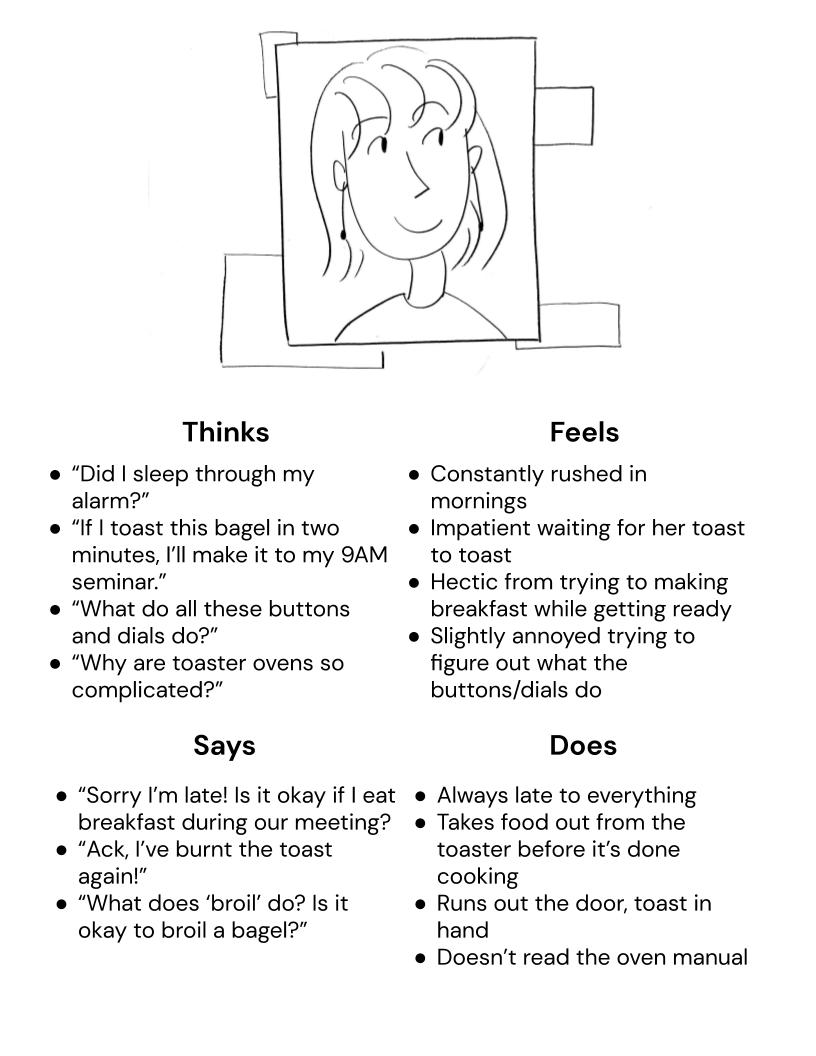 Thinks
● “Did I sleep through my
alarm?”
● “If I toast this bagel in two
minutes, I’ll make it to my 9AM
seminar.”
● “What do all these buttons
and dials do?”
● “Why are toaster ovens so
complicated?”
Feels
● Constantly rushed in
mornings
● Impatient waiting for her toast
to toast
● Hectic from trying to making
breakfast while getting ready
● Slightly annoyed trying to
figure out what the
buttons/dials do
Says
● “Sorry I’m late! Is it okay if I eat
breakfast during our meeting?
● “Ack, I’ve burnt the toast
again!”
● “What does ‘broil’ do? Is it
okay to broil a bagel?”
Does
● Always late to everything
● Takes food out from the
toaster before it’s done
cooking
● Runs out the door, toast in
hand
● Doesn’t read the oven manual